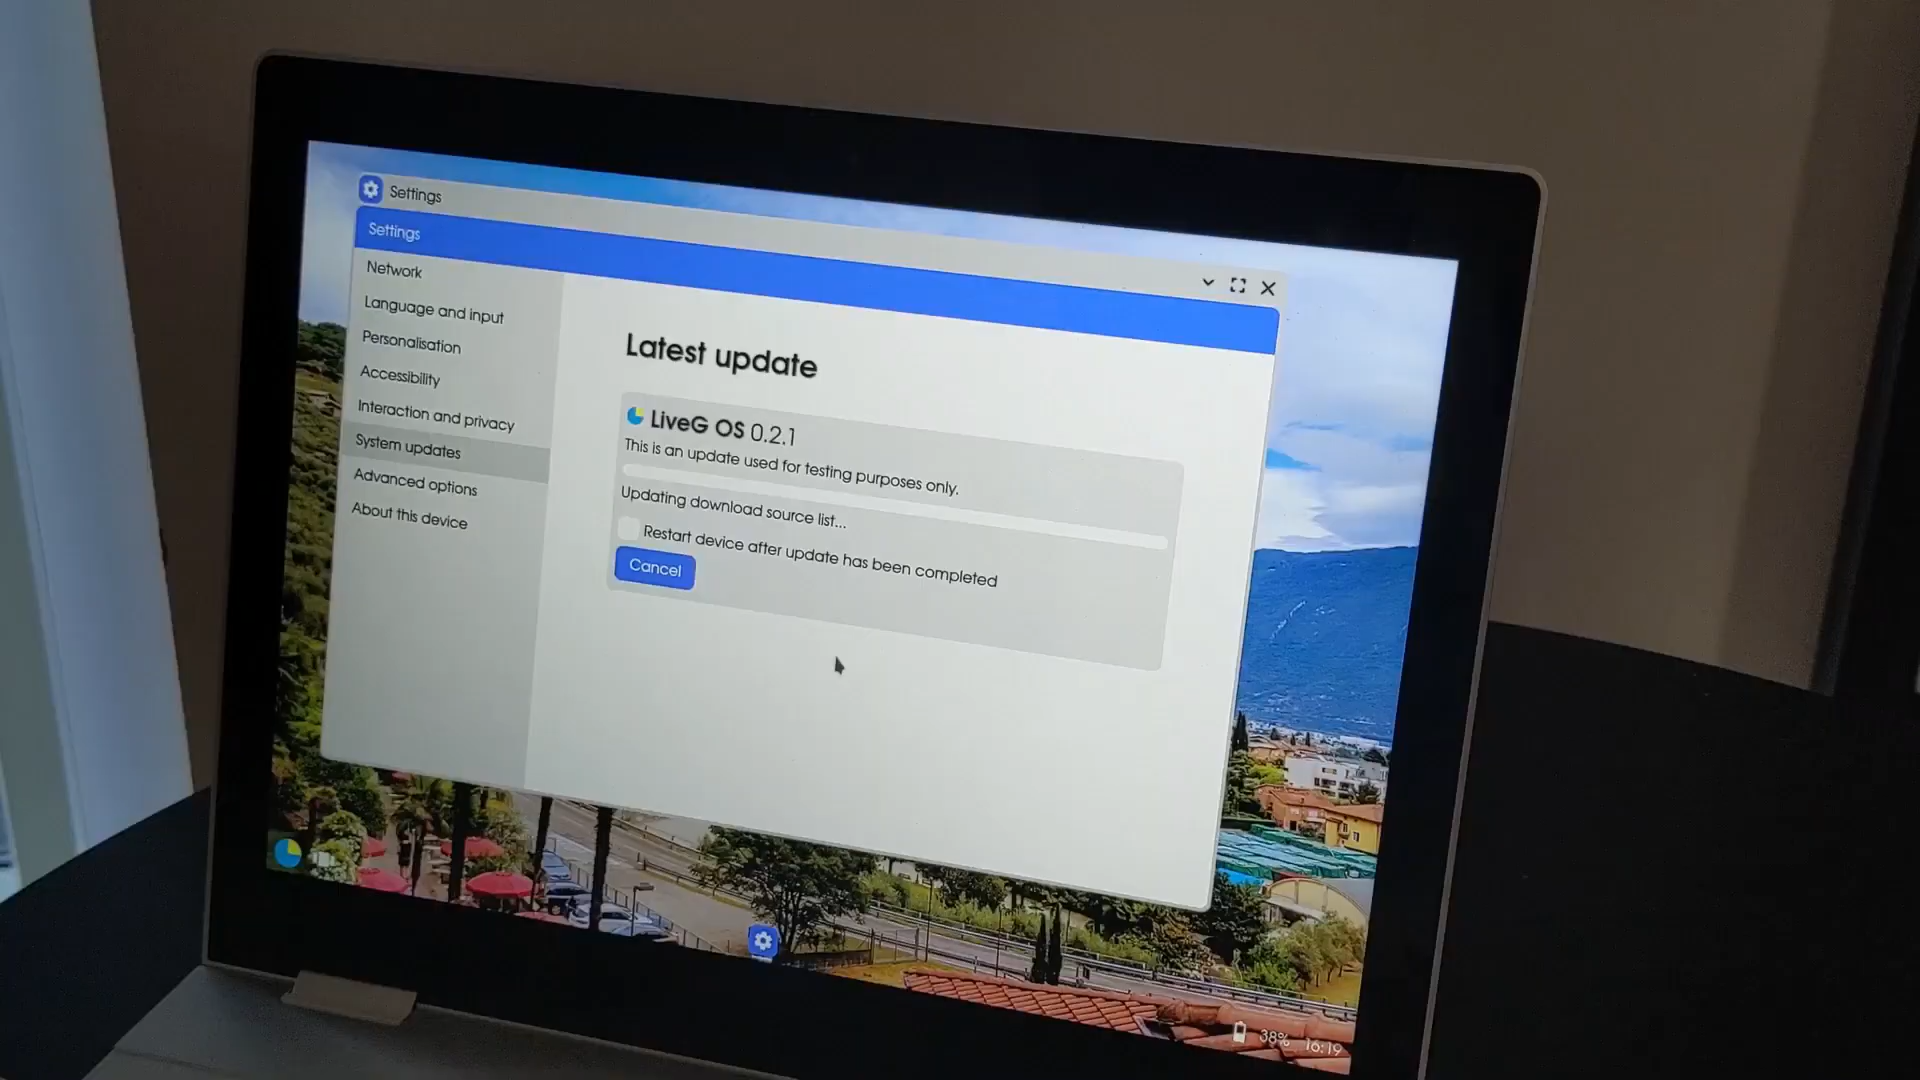 Settings
Settings
Network
Language and input
Personalisation
Accessibility
Interaction and privacy
System updates
Advanced options
About this device
Latest update
LiveG OS 0.2.1
This is an update used for testing purposes only.
Updating download source list...
Restart device after update has been completed
Cancel
38% 16:19